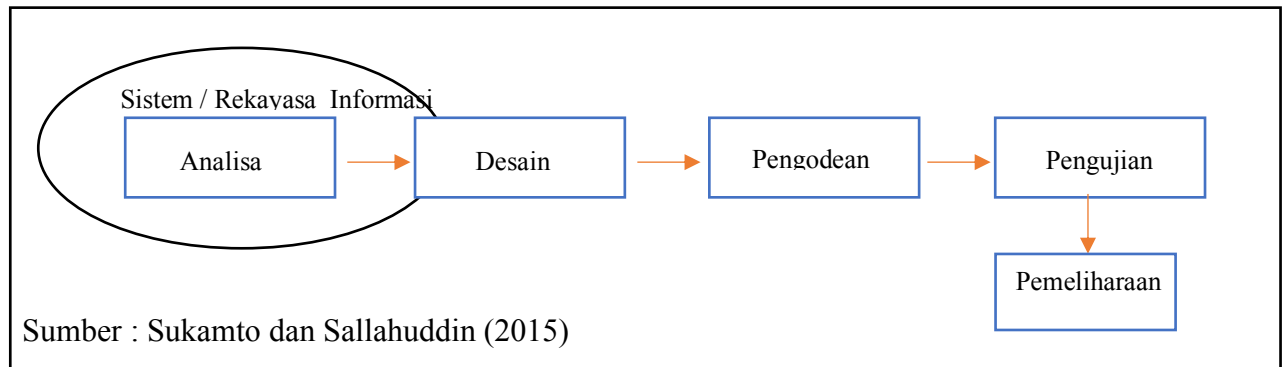 Sistem / Rekayasa Informasi
Analisa
Desain
Pengodean
Pengujian
Pemeliharaan
Sumber : Sukamto dan Sallahuddin (2015)